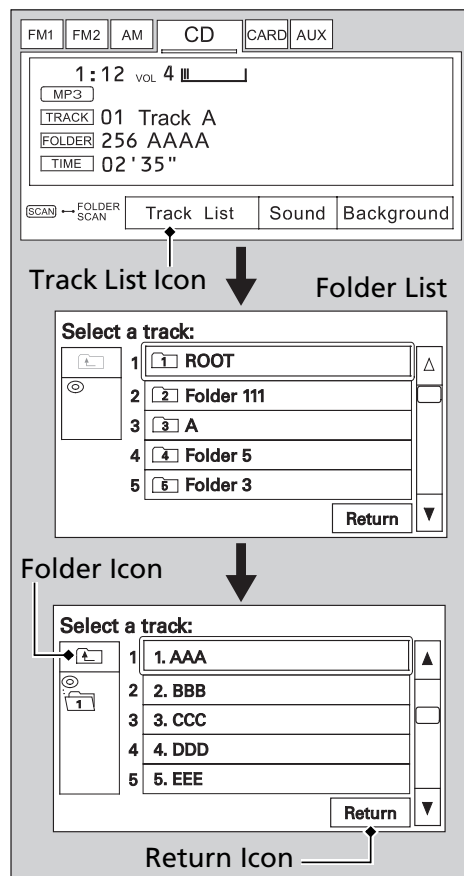 FM1 FM2 AM CD CARD AUX
1:12 VOL 4
MP3
TRACK 01 Track A
FOLDER 256 AAAA
TIME 02'35"
SCAN FOLDER SCAN Track List Sound Background
Track List Icon
Folder List
Select a track:
1 1 ROOT
2 2 Folder 111
3 3 A
4 4 Folder 5
5 5 Folder 3
Return
Folder Icon
Select a track:
1 1. AAA
1 2 2. BBB
3 3. CCC
4 4. DDD
5 5. EEE
Return
Return Icon